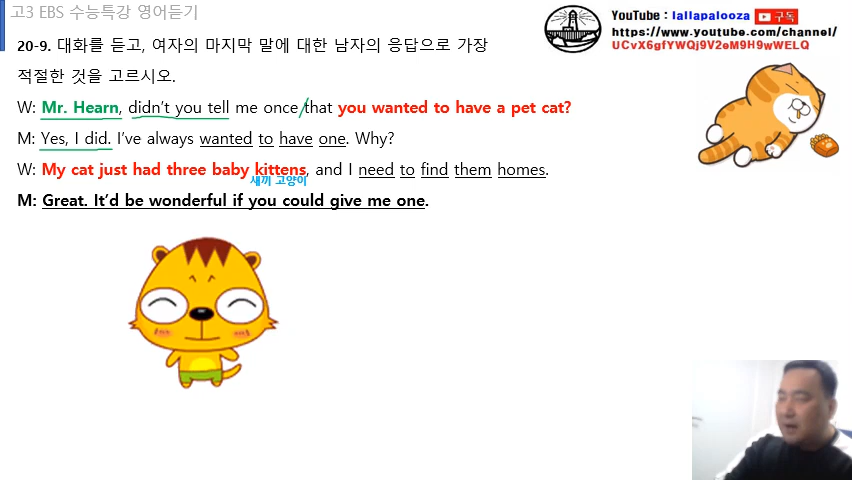 고3 EBS 수능특강 영어듣기
YouTube : lallapalooza 구독
https://www.youtube.com/channel/
UCvX6gfYWQj9V2eM9H9wWELQ
20-9. 대화를 듣고, 여자의 마지막 말에 대한 남자의 응답으로 가장
적절한 것을 고르시오.
W: Mr. Hearn, didn't you tell me once/that you wanted to have a pet cat?
M: Yes, I did. I've always wanted to have one. Why?
W: My cat just had three baby kittens, and I need to find them homes.
새끼 고양이
M: Great. It'd be wonderful if you could give me one.